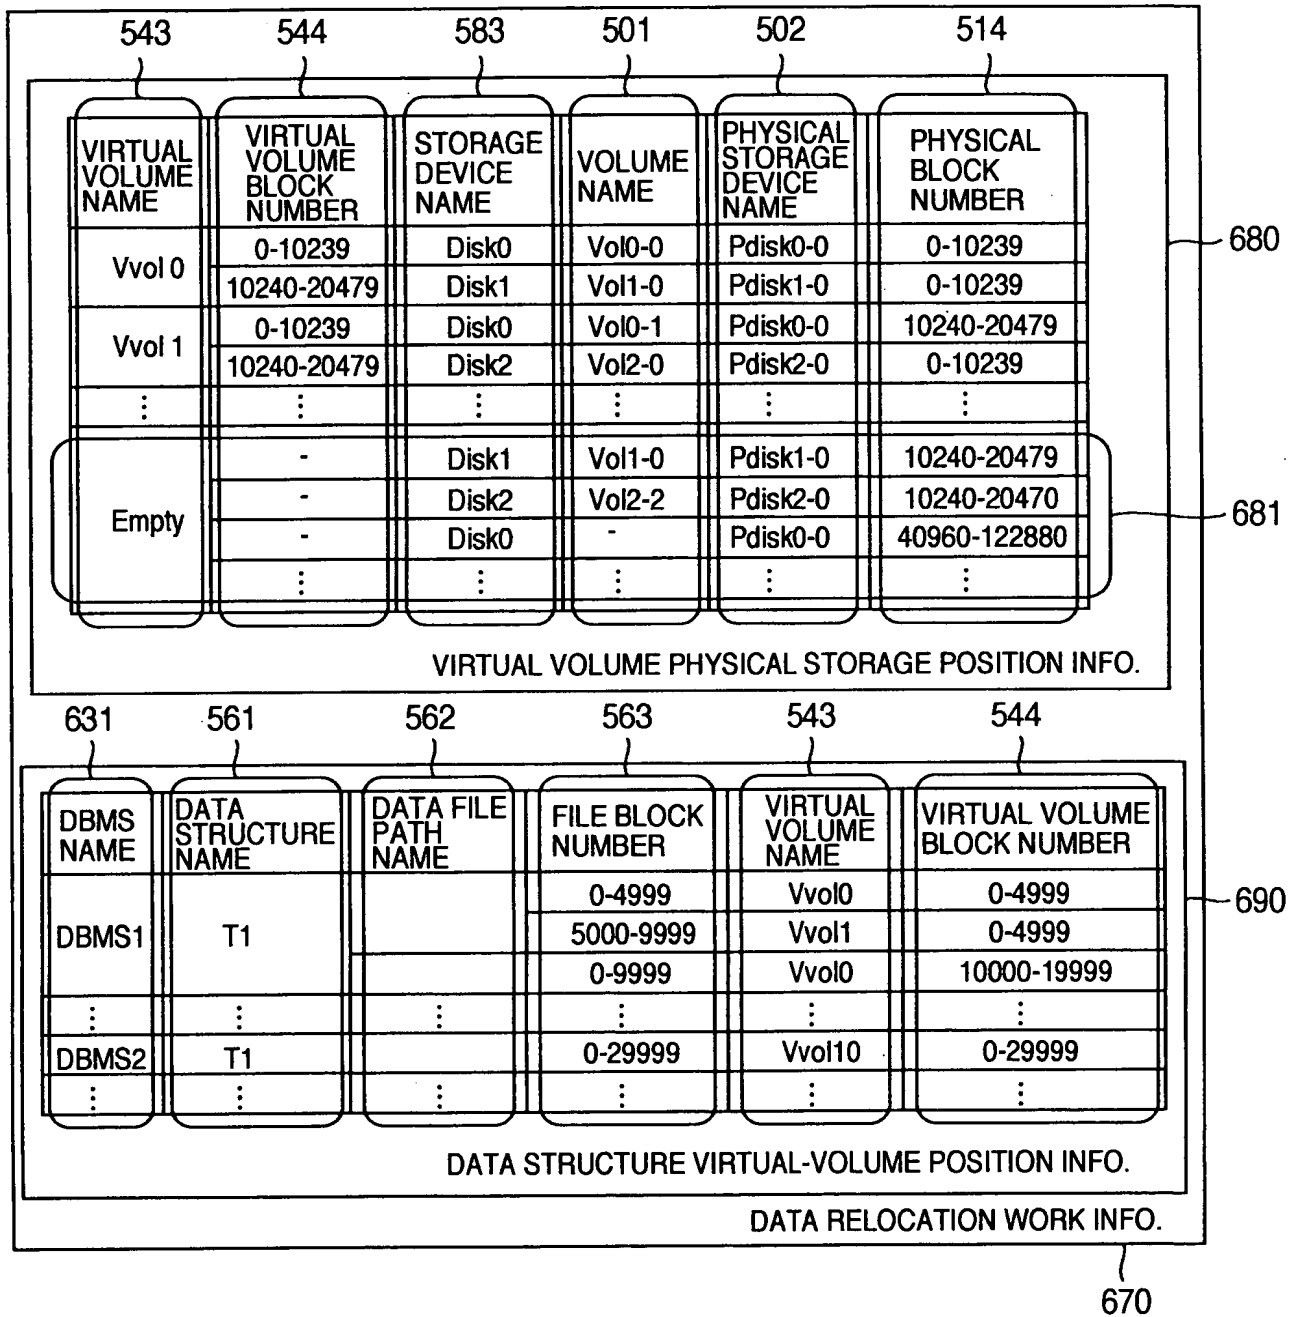 543 544 583 501 502 514
VIRTUAL VOLUME NAME
VIRTUAL VOLUME BLOCK NUMBER
STORAGE DEVICE NAME
VOLUME NAME
PHYSICAL STORAGE DEVICE NAME
PHYSICAL BLOCK NUMBER
Vvol 0 0-10239 Disk0 Vol0-0 Pdisk0-0 0-10239
10240-20479 Disk1 Vol1-0 Pdisk1-0 0-10239
680
Vvol 1 0-10239 Disk0 Vol0-1 Pdisk0-0 10240-20479
10240-20479 Disk2 Vol2-0 Pdisk2-0 0-10239
⋮ ⋮ ⋮ ⋮ ⋮ ⋮
Empty - Disk1 Vol1-0 Pdisk1-0 10240-20479
- Disk2 Vol2-2 Pdisk2-0 10240-20470
681
- Disk0 - Pdisk0-0 40960-122880
⋮ ⋮ ⋮ ⋮ ⋮
VIRTUAL VOLUME PHYSICAL STORAGE POSITION INFO.
631 561 562 563 543 544
DBMS NAME
DATA STRUCTURE NAME
DATA FILE PATH NAME
FILE BLOCK NUMBER
VIRTUAL VOLUME NAME
VIRTUAL VOLUME BLOCK NUMBER
DBMS1 T1 0-4999 Vvol0 0-4999
690
5000-9999 Vvol1 0-4999
0-9999 Vvol0 10000-19999
⋮ ⋮ ⋮ ⋮ ⋮ ⋮
DBMS2 T1 0-29999 Vvol10 0-29999
⋮ ⋮ ⋮ ⋮ ⋮ ⋮
DATA STRUCTURE VIRTUAL-VOLUME POSITION INFO.
DATA RELOCATION WORK INFO.
670